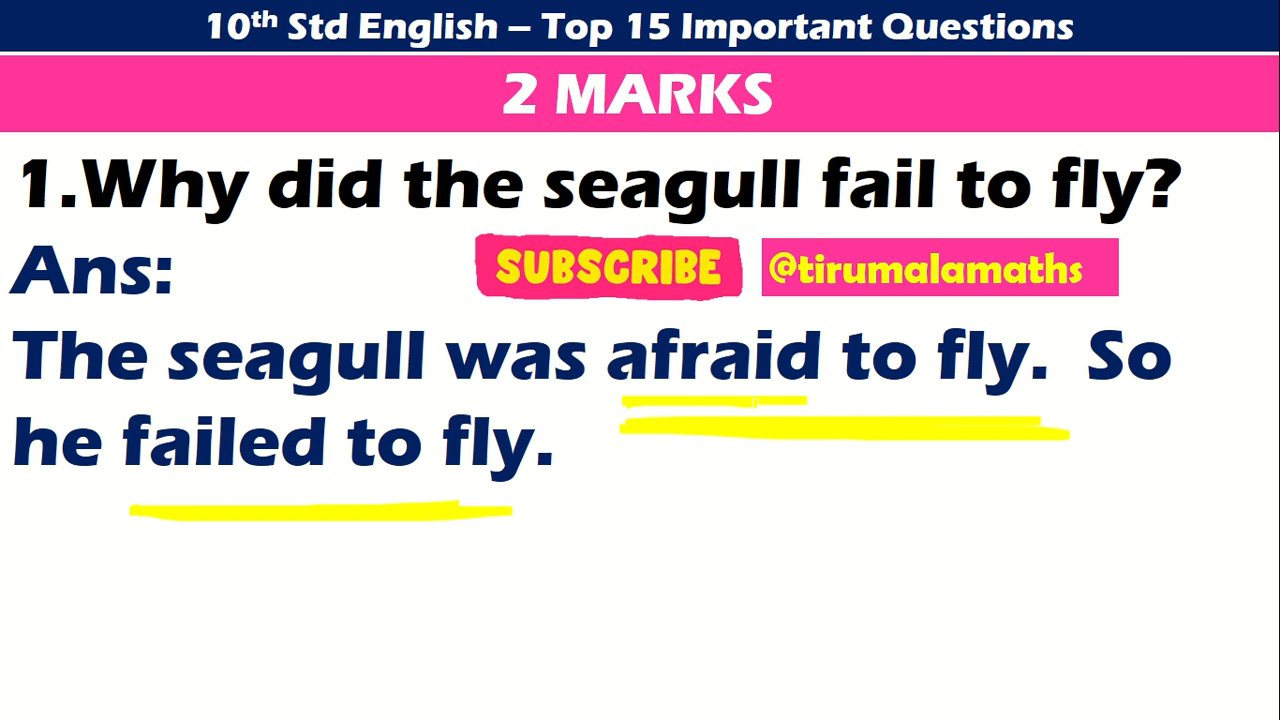 10th Std English – Top 15 Important Questions
2 MARKS
1.Why did the seagull fail to fly?
Ans:
SUBSCRIBE
@tirumalamaths
The seagull was afraid to fly. So
he failed to fly.